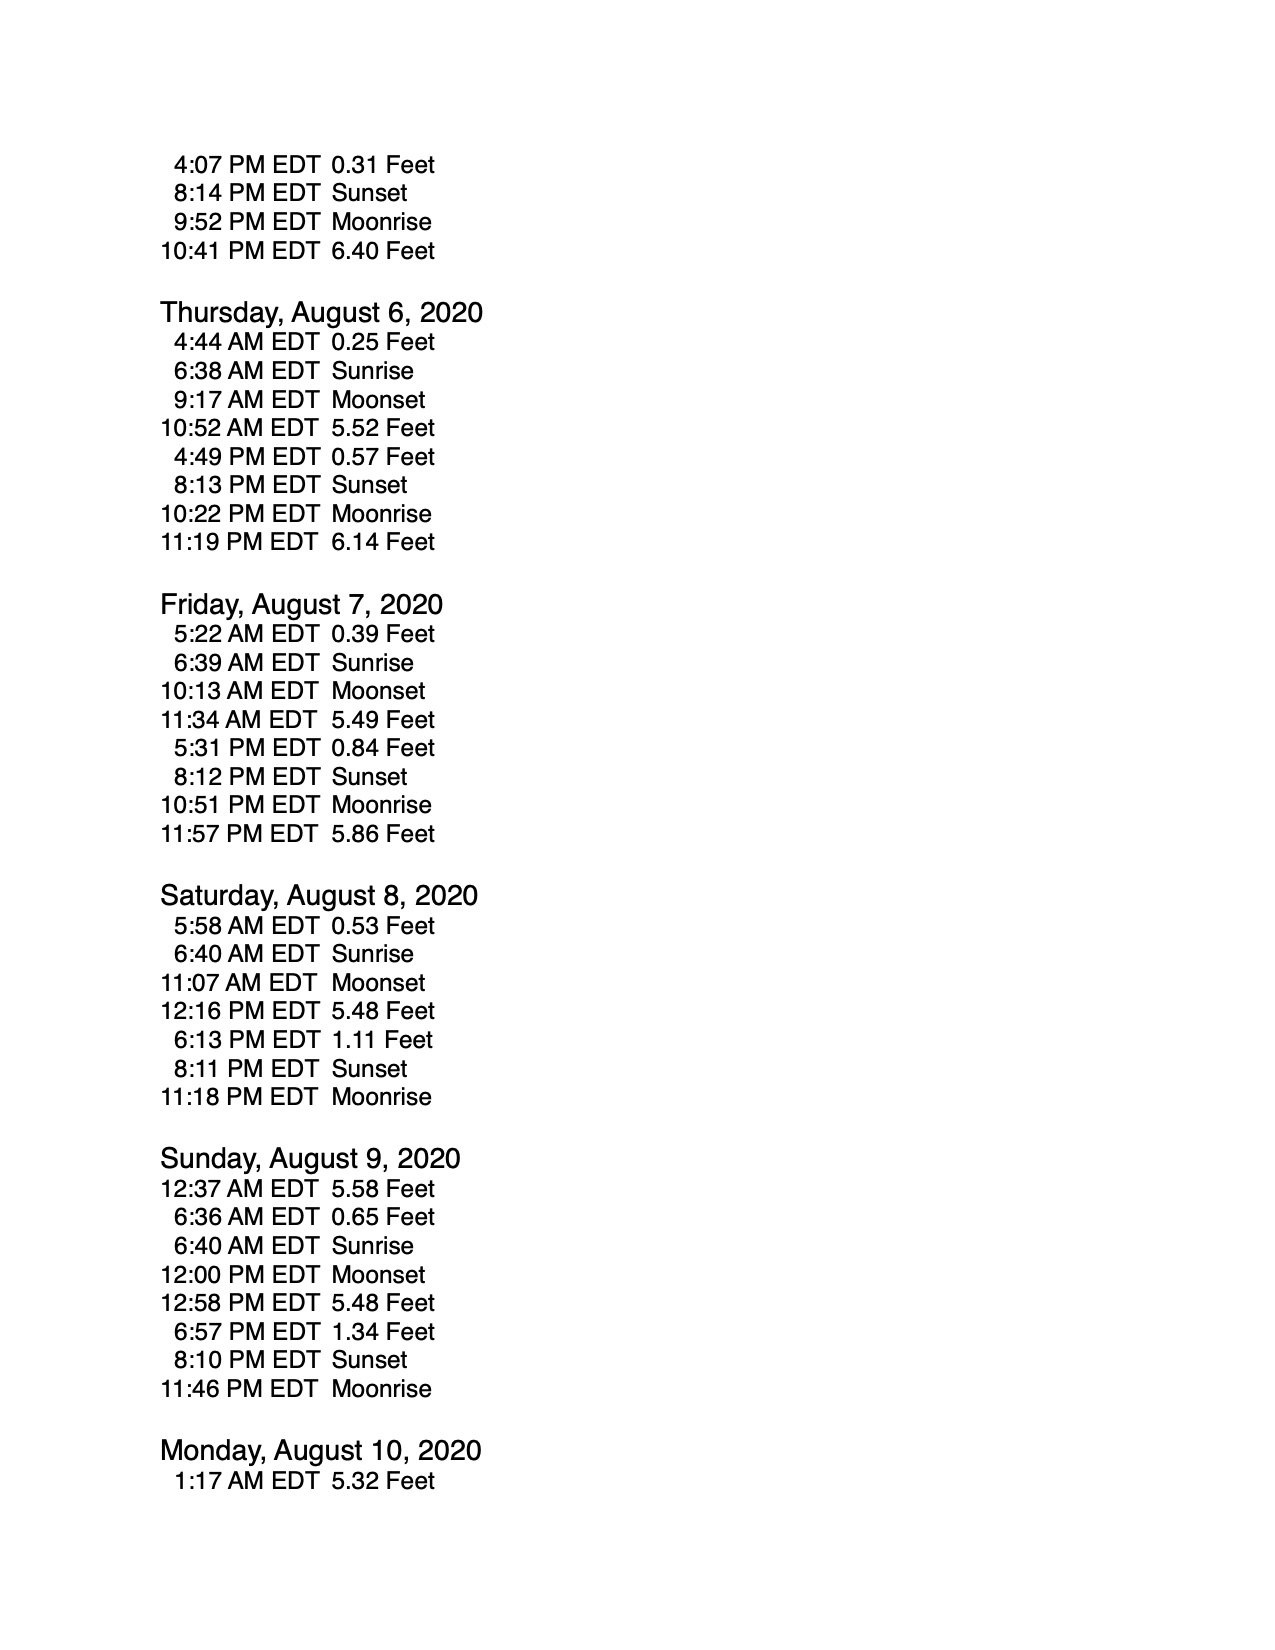 4:07 PM EDT 0.31 Feet
8:14 PM EDT Sunset
9:52 PM EDT Moonrise
10:41 PM EDT 6.40 Feet
Thursday, August 6, 2020
4:44 AM EDT 0.25 Feet
6:38 AM EDT Sunrise
9:17 AM EDT Moonset
10:52 AM EDT 5.52 Feet
4:49 PM EDT 0.57 Feet
8:13 PM EDT Sunset
10:22 PM EDT Moonrise
11:19 PM EDT 6.14 Feet
Friday, August 7, 2020
5:22 AM EDT 0.39 Feet
6:39 AM EDT Sunrise
10:13 AM EDT Moonset
11:34 AM EDT 5.49 Feet
5:31 PM EDT 0.84 Feet
8:12 PM EDT Sunset
10:51 PM EDT Moonrise
11:57 PM EDT 5.86 Feet
Saturday, August 8, 2020
5:58 AM EDT 0.53 Feet
6:40 AM EDT Sunrise
11:07 AM EDT Moonset
12:16 PM EDT 5.48 Feet
6:13 PM EDT 1.11 Feet
8:11 PM EDT Sunset
11:18 PM EDT Moonrise
Sunday, August 9, 2020
12:37 AM EDT 5.58 Feet
6:36 AM EDT 0.65 Feet
6:40 AM EDT Sunrise
12:00 PM EDT Moonset
12:58 PM EDT 5.48 Feet
6:57 PM EDT 1.34 Feet
8:10 PM EDT Sunset
11:46 PM EDT Moonrise
Monday, August 10, 2020
1:17 AM EDT 5.32 Feet